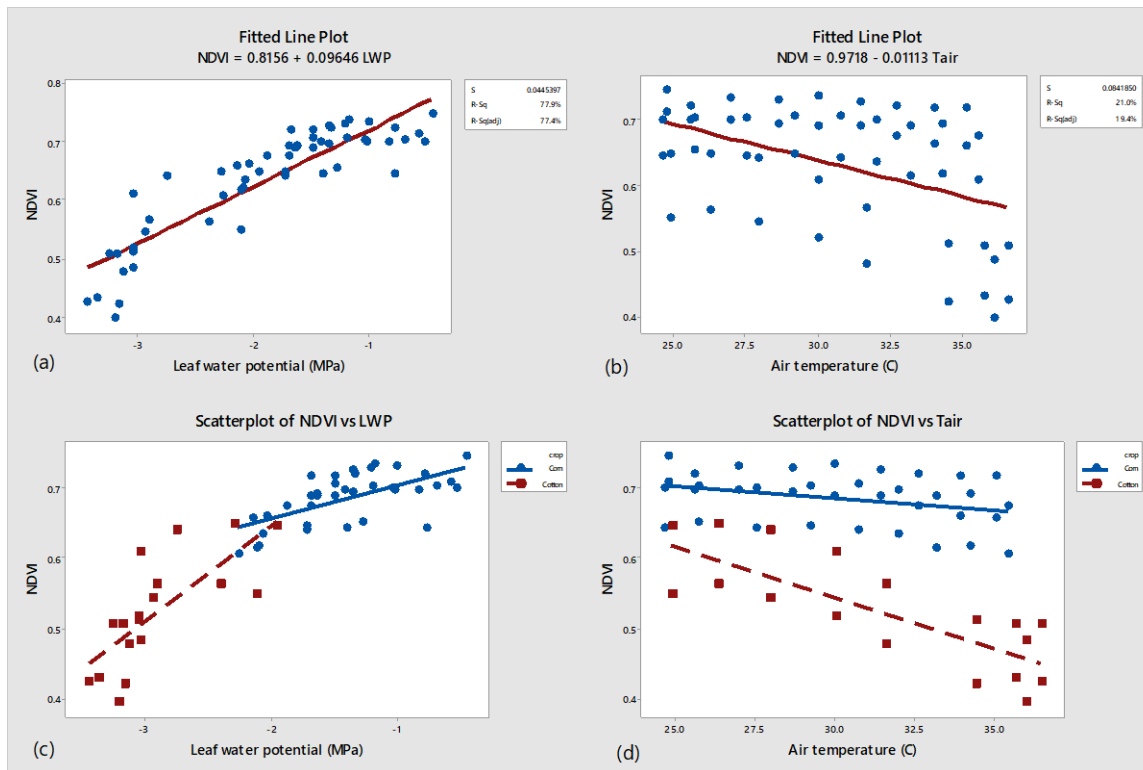 Fitted Line Plot
NDVI = 0.8156 + 0.09646 LWP
S 0.0445397
R-Sq 77.9%
R-Sq(adj) 77.4%
0.8
0.7
0.6
0.5
0.4
NDVI
-3 -2 -1
Leaf water potential (MPa)
(a)
Fitted Line Plot
NDVI = 0.9718 - 0.01113 Tair
S 0.0841850
R-Sq 21.0%
R-Sq(adj) 19.4%
0.7
0.6
0.5
0.4
NDVI
25.0 27.5 30.0 32.5 35.0
Air temperature (C)
(b)
Scatterplot of NDVI vs LWP
crop
Corn
Cotton
0.7
0.6
0.5
0.4
NDVI
-3 -2 -1
Leaf water potential (MPa)
(c)
Scatterplot of NDVI vs Tair
crop
Corn
Cotton
0.7
0.6
0.5
0.4
NDVI
25.0 27.5 30.0 32.5 35.0
Air temperature (C)
(d)